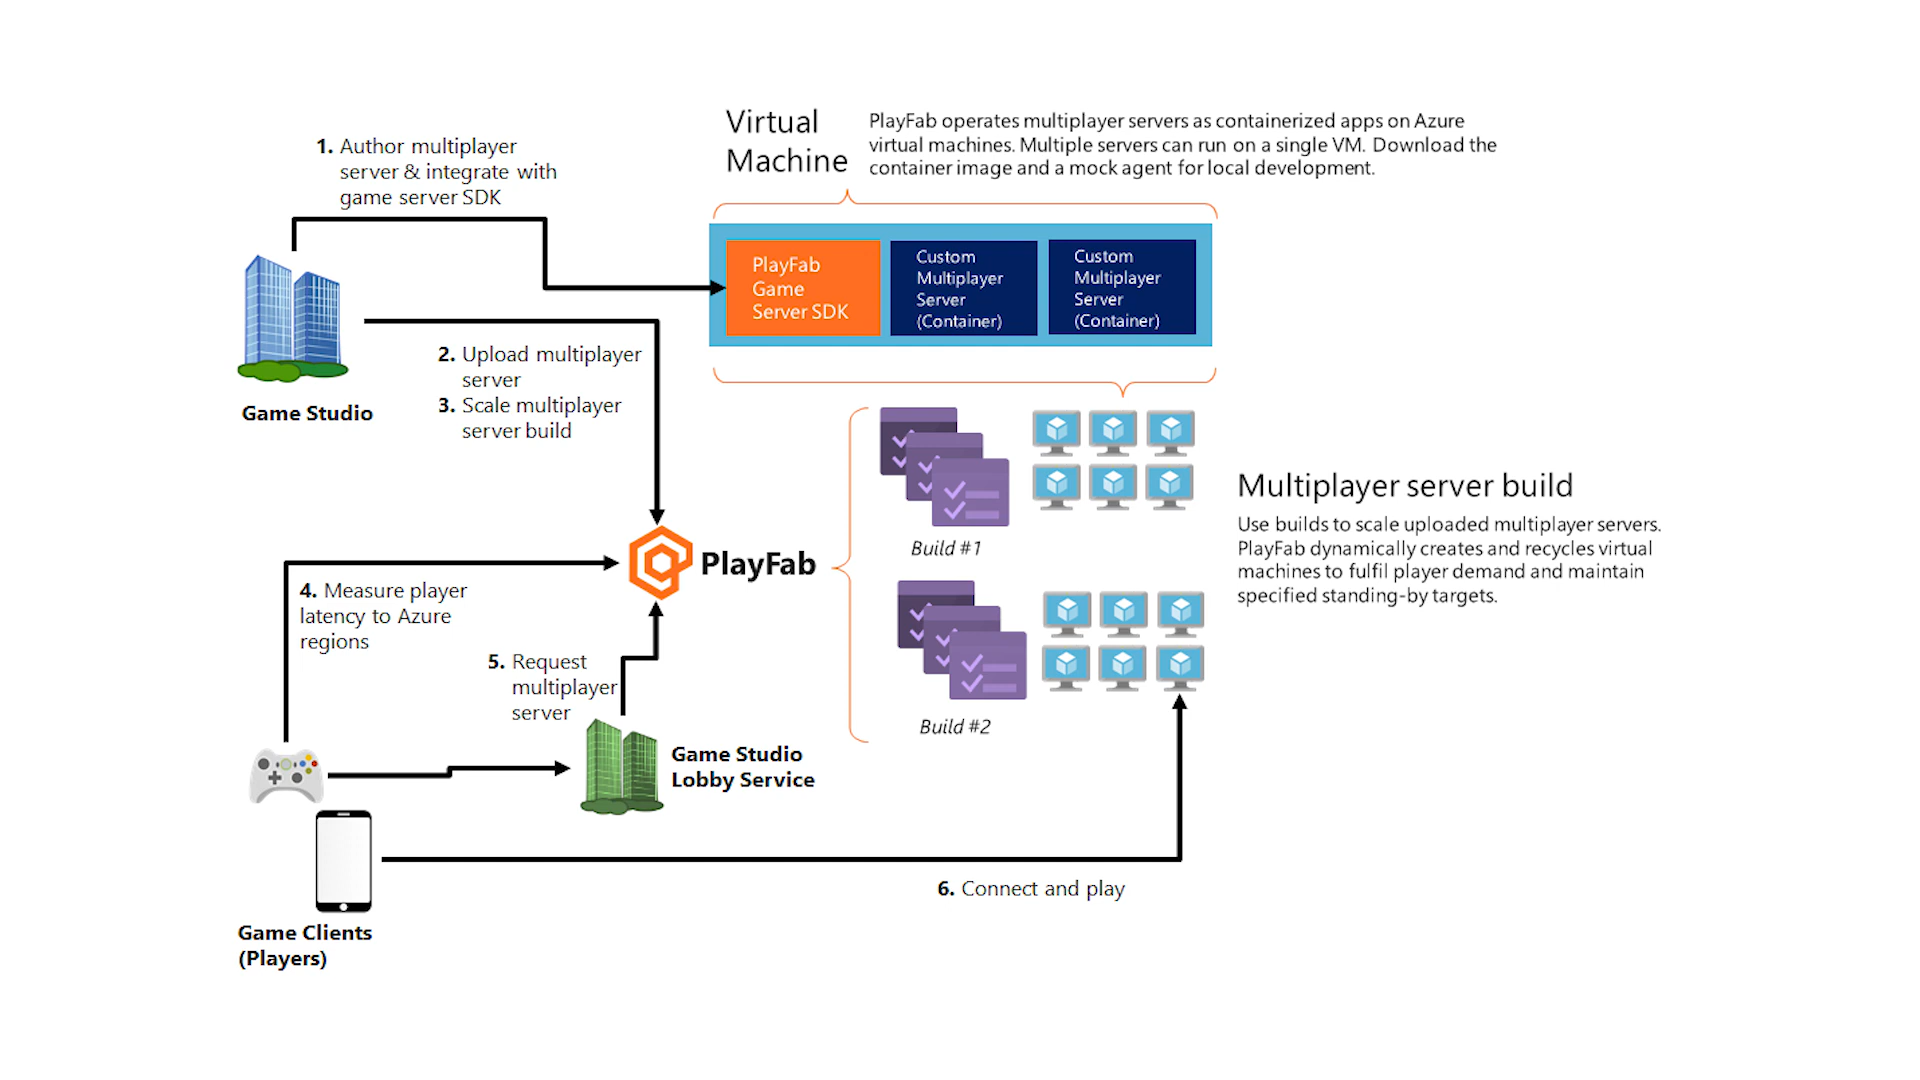 1. Author multiplayer
server & integrate with
game server SDK
Virtual
Machine
PlayFab operates multiplayer servers as containerized apps on Azure
virtual machines. Multiple servers can run on a single VM. Download the
container image and a mock agent for local development.
PlayFab
Game
Server SDK
Custom
Multiplayer
Server
(Container)
Custom
Multiplayer
Server
(Container)
Game Studio
2. Upload multiplayer
server
3. Scale multiplayer
server build
PlayFab
Build #1
Build #2
Multiplayer server build
Use builds to scale uploaded multiplayer servers.
PlayFab dynamically creates and recycles virtual
machines to fulfil player demand and maintain
specified standing-by targets.
4. Measure player
latency to Azure
regions
5. Request
multiplayer
server
Game Studio
Lobby Service
6. Connect and play
Game Clients
(Players)